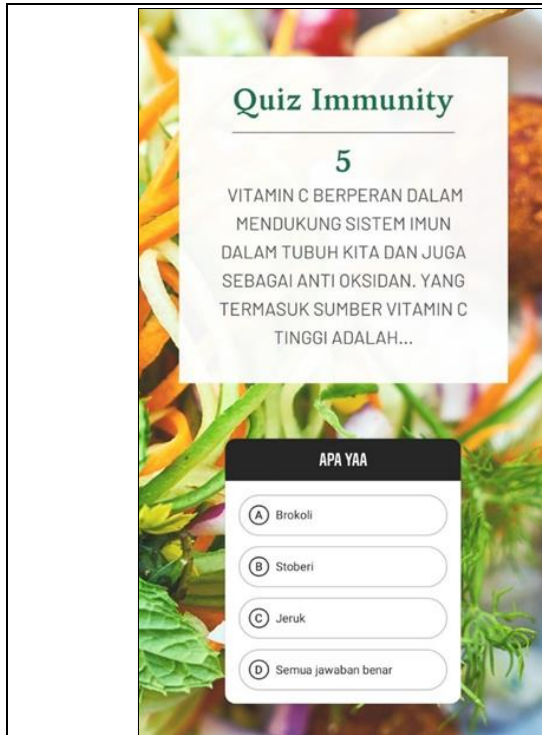 Quiz Immunity
5
VITAMIN C BERPERAN DALAM
MENDUKUNG SISTEM IMUN
DALAM TUBUH KITA DAN JUGA
SEBAGAI ANTI OKSIDAN. YANG
TERMASUK SUMBER VITAMIN C
TINGGI ADALAH...
APA YAA
A Brokoli
B Stoberi
C Jeruk
D Semua jawaban benar